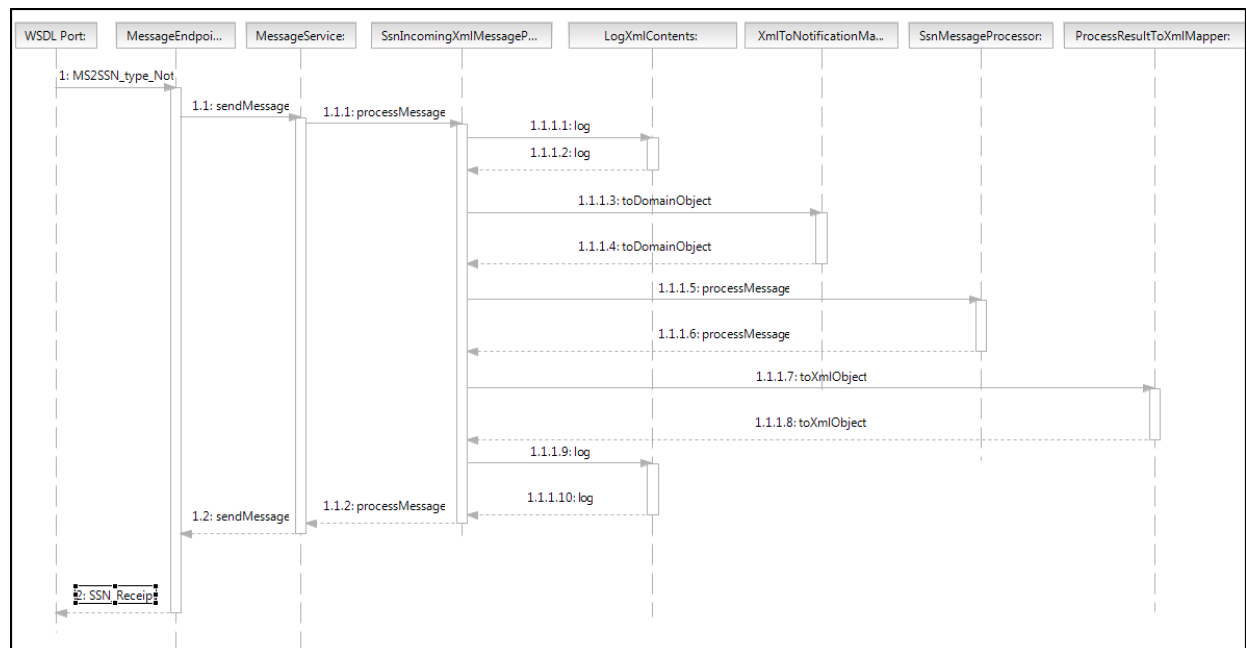 WSDL Port:
MessageEndpoi...
MessageService:
SsnIncomingXmlMessageP...
LogXmlContents:
XmlToNotificationMa...
SsnMessageProcessor:
ProcessResultToXmlMapper:
1: MS2SSN_type_Not
1.1: sendMessage
1.1.1: processMessage
1.1.1.1: log
1.1.1.2: log
1.1.1.3: toDomainObject
1.1.1.4: toDomainObject
1.1.1.5: processMessage
1.1.1.6: processMessage
1.1.1.7: toXmlObject
1.1.1.8: toXmlObject
1.1.1.9: log
1.1.1.10: log
1.1.2: processMessage
1.2: sendMessage
2: SSN_Receipt